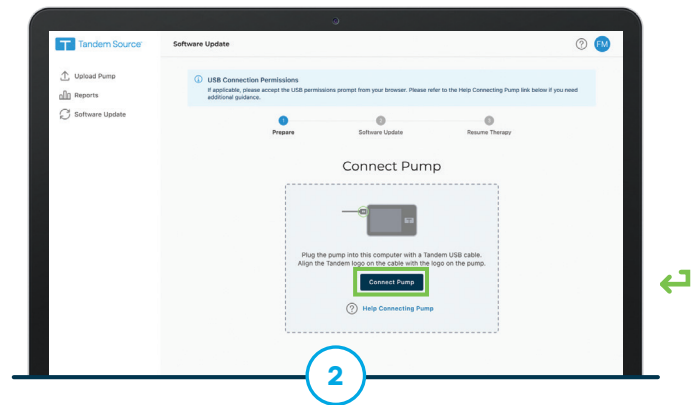 Tandem Source
Software Update
?
FM
Upload Pump
Reports
Software Update
USB Connection Permissions
If applicable, please accept the USB permissions prompt from your browser. Please refer to the Help Connecting Pump link below if you need
additional guidance.
1
2
3
Prepare
Software Update
Resume Therapy
Connect Pump
Plug the pump into this computer with a Tandem USB cable.
Align the Tandem logo on the cable with the logo on the pump.
Connect Pump
? Help Connecting Pump
2